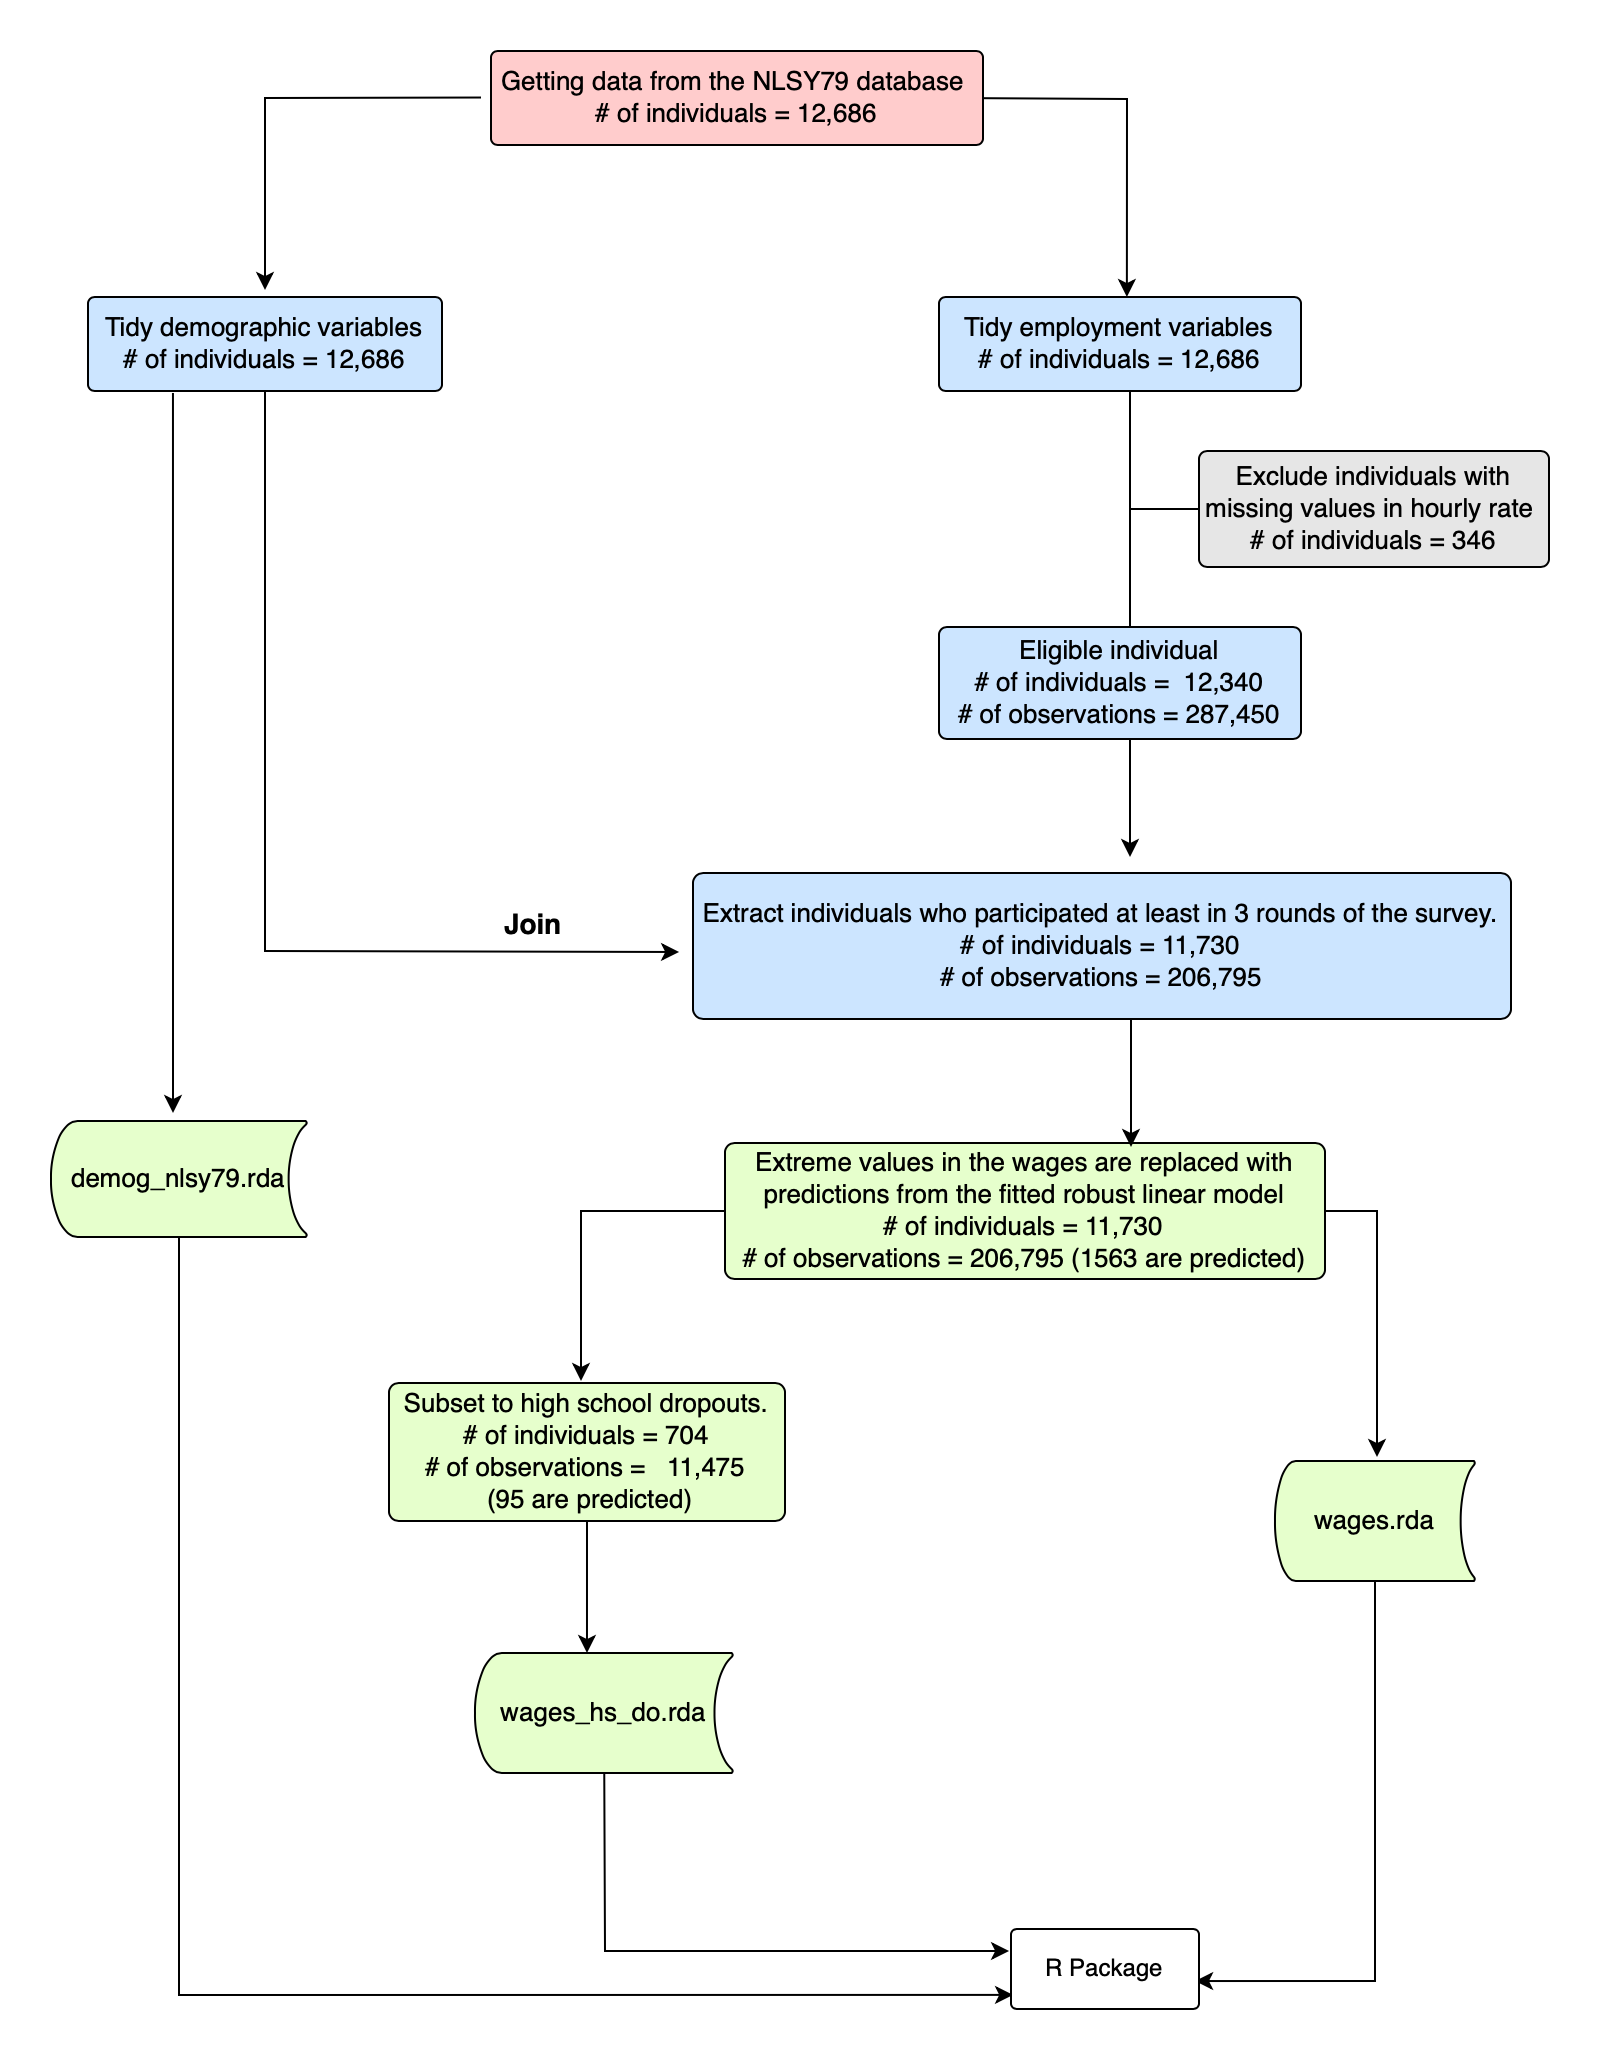 Getting data from the NLSY79 database
# of individuals = 12,686
Tidy demographic variables
# of individuals = 12,686
Tidy employment variables
# of individuals = 12,686
Exclude individuals with
missing values in hourly rate
# of individuals = 346
Eligible individual
# of individuals =  12,340
# of observations = 287,450
Join
Extract individuals who participated at least in 3 rounds of the survey.
# of individuals = 11,730
# of observations = 206,795
demog_nlsy79.rda
Extreme values in the wages are replaced with
predictions from the fitted robust linear model
# of individuals = 11,730
# of observations = 206,795 (1563 are predicted)
Subset to high school dropouts.
# of individuals = 704
# of observations =   11,475
(95 are predicted)
wages.rda
wages_hs_do.rda
R Package